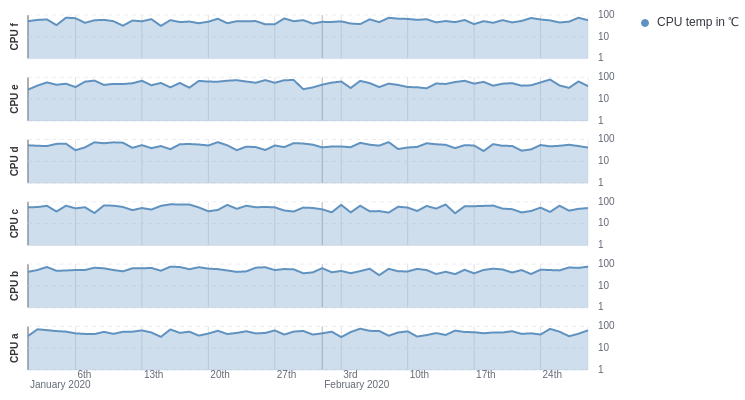 CPU f
100
10
1
CPU temp in ℃
CPU e
100
10
1
CPU d
100
10
1
CPU c
100
10
1
CPU b
100
10
1
CPU a
100
10
1
6th 13th 20th 27th 3rd 10th 17th 24th
January 2020 February 2020